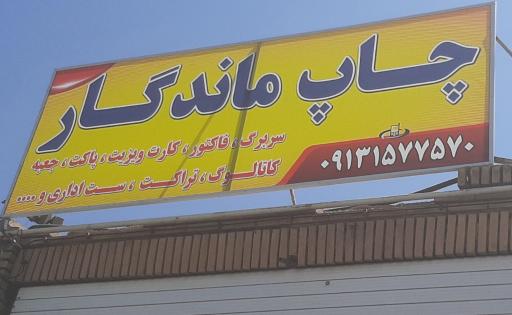 چاپ ماندگار
سربرگ، فاکتور، کارت ویزیت، پاکت، جعبه
کاتالوگ، تراکت، ست اداری و ....
۰۹۱۳۱۵۷۷۵۷۰